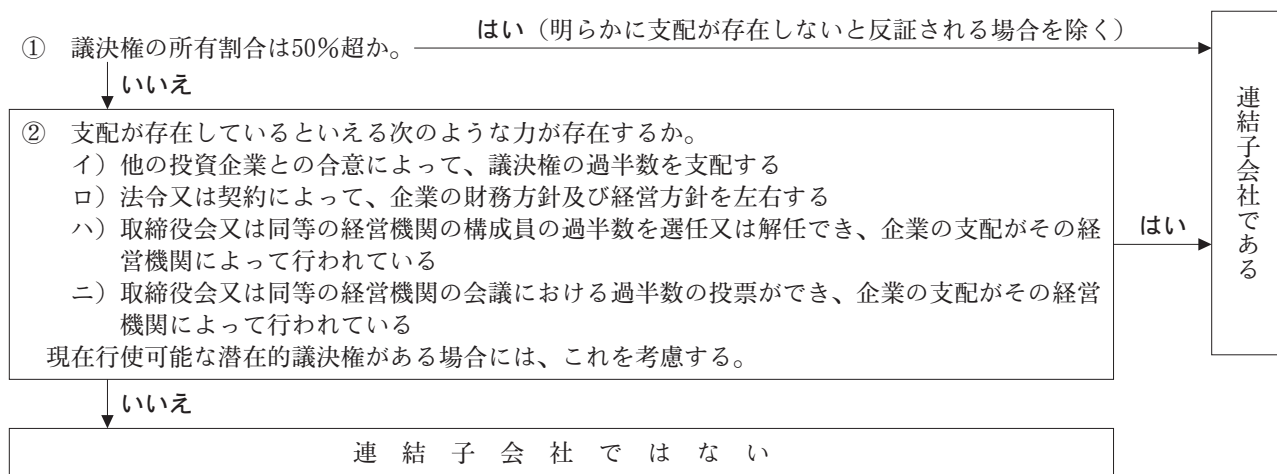 ① 議決権の所有割合は50％超か。
はい（明らかに支配が存在しないと反証される場合を除く）
いいえ
② 支配が存在しているといえる次のような力が存在するか。
イ）他の投資企業との合意によって、議決権の過半数を支配する
ロ）法令又は契約によって、企業の財務方針及び経営方針を左右する
ハ）取締役会又は同等の経営機関の構成員の過半数を選任又は解任でき、企業の支配がその経
営機関によって行われている
ニ）取締役会又は同等の経営機関の会議における過半数の投票ができ、企業の支配がその経営
機関によって行われている
現在行使可能な潜在的議決権がある場合には、これを考慮する。
はい
連結子会社である
いいえ
連結子会社ではない